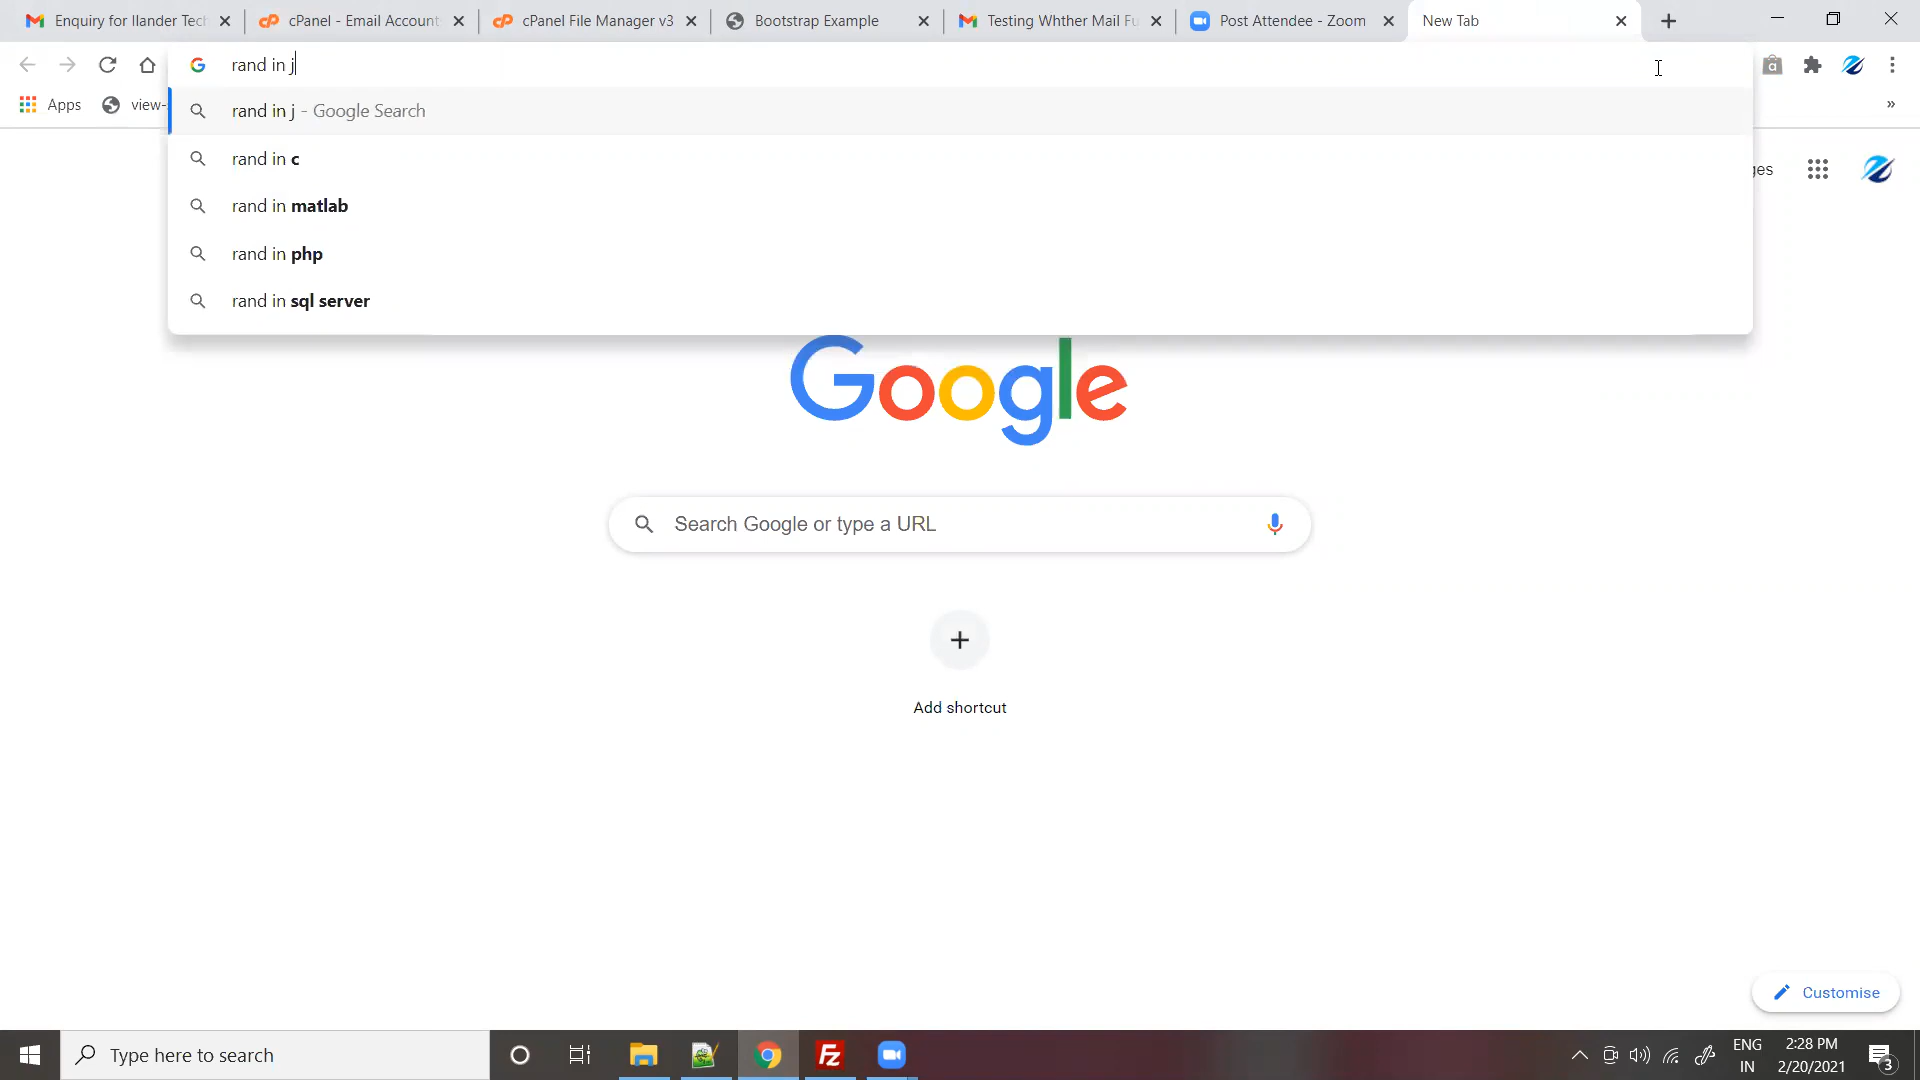 Enquiry for Ilander Tech
cPanel - Email Account
cPanel File Manager v3
Bootstrap Example
Testing Whther Mail Fu
Post Attendee - Zoom
New Tab
rand in j
Apps
view-
rand in j - Google Search
rand in c
rand in matlab
rand in php
rand in sql server
ges
Google
Search Google or type a URL
Add shortcut
Customise
Type here to search
ENG
IN
2:28 PM
2/20/2021
3